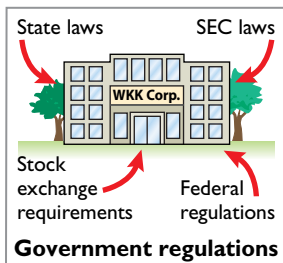 State laws
SEC laws
WKK Corp.
Stock
exchange
requirements
Federal
regulations
Government regulations